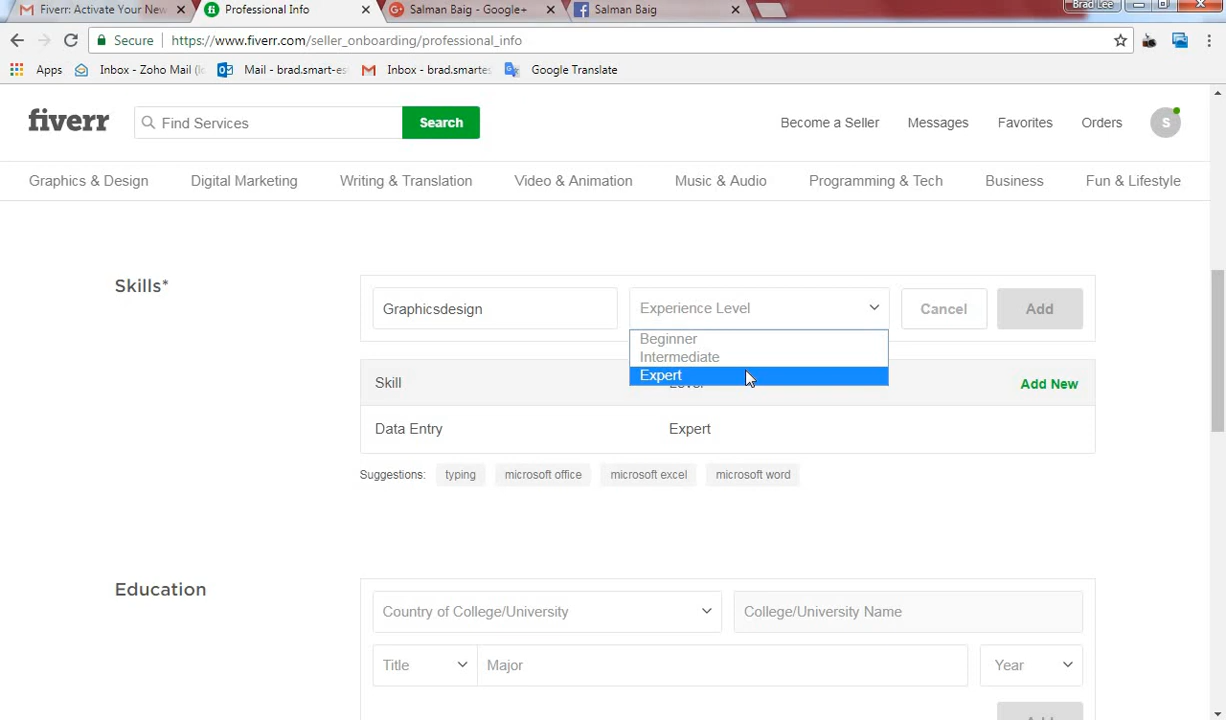 Brad Lee
Fiverr: Activate Your New
Professional Info
Salman Baig - Google+
Salman Baig
Secure
https://www.fiverr.com/seller_onboarding/professional_info
Apps
Inbox - Zoho Mail (i
Mail - brad.smart-es
Inbox - brad.smartes
Google Translate
fiverr
Find Services
Search
Become a Seller
Messages
Favorites
Orders
S
Graphics & Design
Digital Marketing
Writing & Translation
Video & Animation
Music & Audio
Programming & Tech
Business
Fun & Lifestyle
Skills*
Graphicsdesign
Experience Level
Cancel
Add
Beginner
Intermediate
Expert
Skill
Level
Add New
Data Entry
Expert
Suggestions:
typing
microsoft office
microsoft excel
microsoft word
Education
Country of College/University
College/University Name
Title
Major
Year
Add